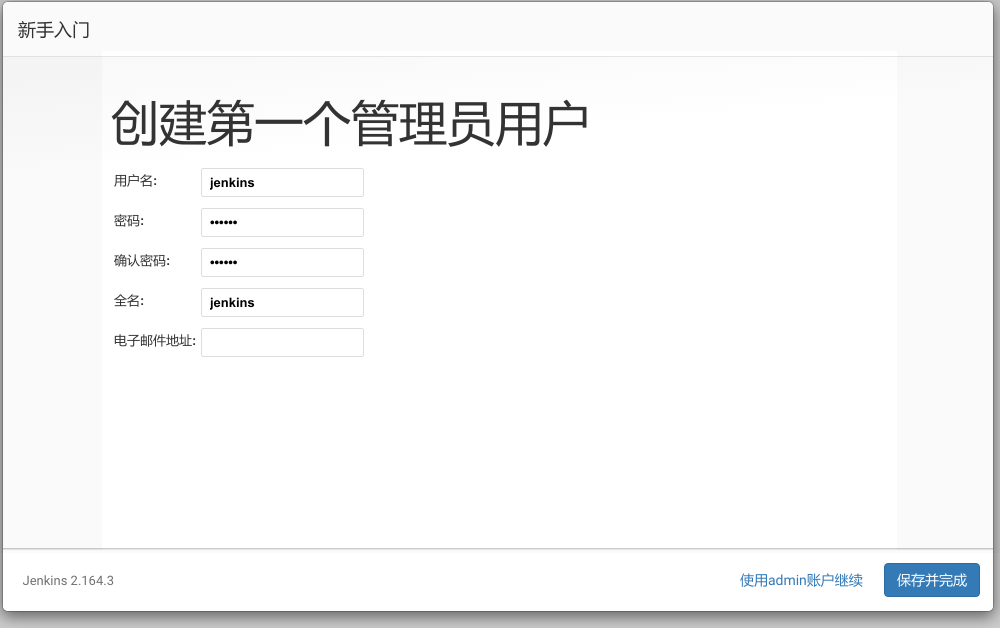 新手入门
创建第一个管理员用户
用户名: jenkins
密码: ••••••
确认密码: ••••••
全名: jenkins
电子邮件地址:
Jenkins 2.164.3 使用admin账户继续 保存并完成